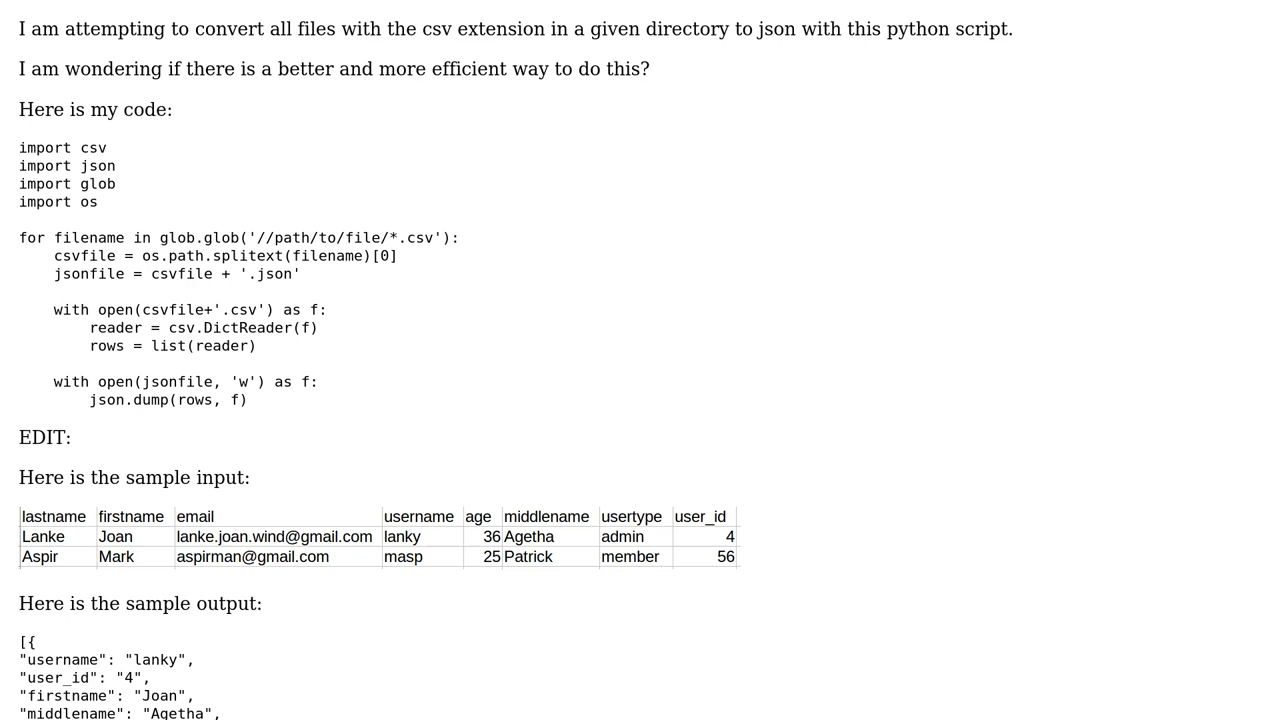 I am attempting to convert all files with the csv extension in a given directory to json with this python script.
I am wondering if there is a better and more efficient way to do this?
Here is my code:
import csv
import json
import glob
import os
for filename in glob.glob('//path/to/file/*.csv'):
    csvfile = os.path.splitext(filename)[0]
    jsonfile = csvfile + '.json'
    with open(csvfile+'.csv') as f:
        reader = csv.DictReader(f)
        rows = list(reader)
    with open(jsonfile, 'w') as f:
        json.dump(rows, f)
EDIT:
Here is the sample input:
lastname firstname email username age middlename usertype user_id
Lanke Joan lanke.joan.wind@gmail.com lanky 36 Agetha admin 4
Aspir Mark aspirman@gmail.com masp 25 Patrick member 56
Here is the sample output:
[{
"username": "lanky",
"user_id": "4",
"firstname": "Joan",
"middlename": "Agetha",